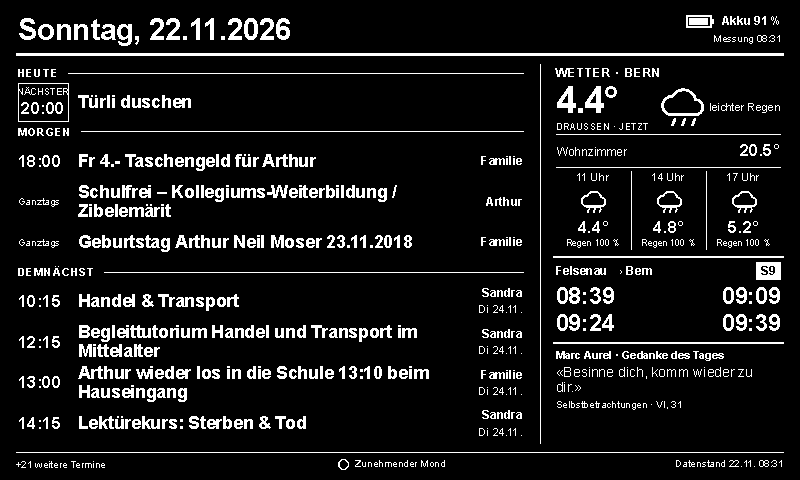 Sonntag, 22.11.2026
Akku 91 %
Messung 08:31
HEUTE
NÄCHSTER
20:00 Türli duschen
MORGEN
18:00 Fr 4.- Taschengeld für Arthur Familie
Ganztags Schulfrei – Kollegiums-Weiterbildung / Zibelemärit Arthur
Ganztags Geburtstag Arthur Neil Moser 23.11.2018 Familie
DEMNÄCHST
10:15 Handel & Transport Sandra
Di 24.11.
12:15 Begleittutorium Handel und Transport im Mittelalter Sandra
Di 24.11.
13:00 Arthur wieder los in die Schule 13:10 beim Hauseingang Familie
Di 24.11.
14:15 Lektürekurs: Sterben & Tod Sandra
Di 24.11.
WETTER · BERN
4.4° leichter Regen
DRAUSSEN · JETZT
Wohnzimmer 20.5°
11 Uhr 14 Uhr 17 Uhr
4.4° 4.8° 5.2°
Regen 100 % Regen 100 % Regen 100 %
Felsenau › Bern S9
08:39 09:09
09:24 09:39
Marc Aurel · Gedanke des Tages
«Besinne dich, komm wieder zu
dir.»
Selbstbetrachtungen · VI, 31
+21 weitere Termine
Zunehmender Mond
Datenstand 22.11. 08:31